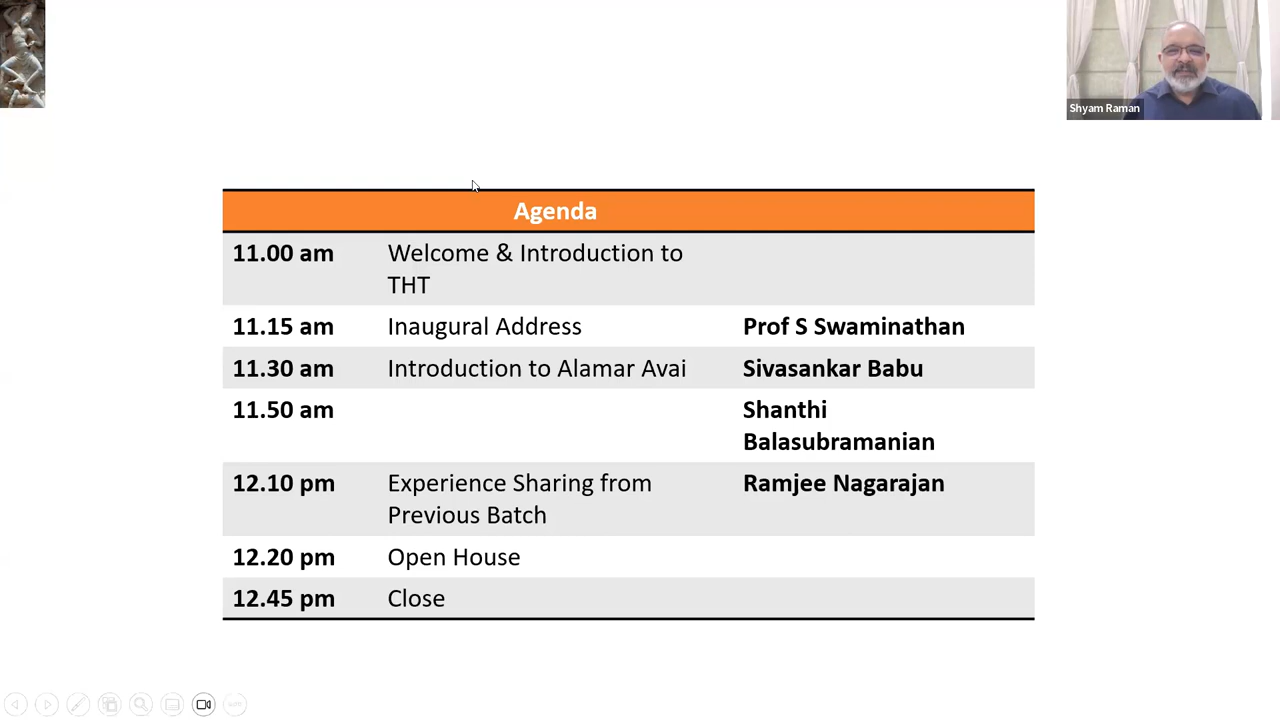 Shyam Raman
Agenda
11.00 am Welcome & Introduction to
THT
11.15 am Inaugural Address Prof S Swaminathan
11.30 am Introduction to Alamar Avai Sivasankar Babu
11.50 am Shanthi
Balasubramanian
12.10 pm Experience Sharing from Ramjee Nagarajan
Previous Batch
12.20 pm Open House
12.45 pm Close